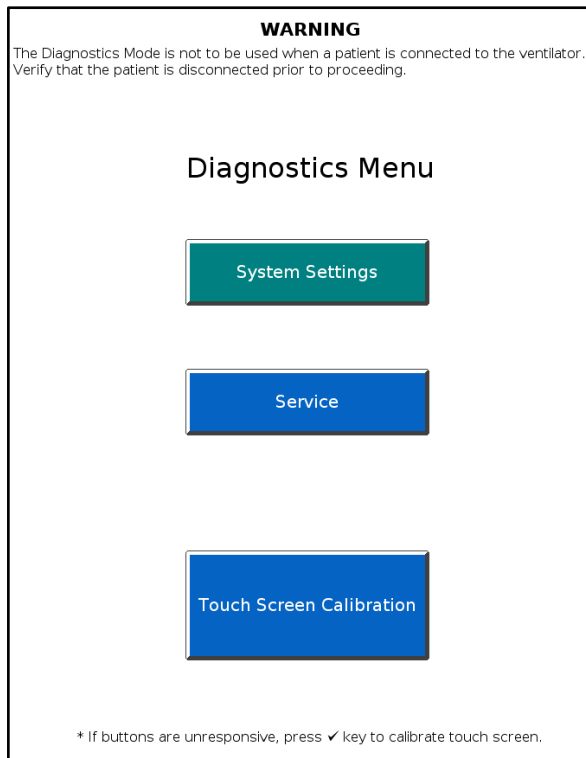 WARNING
The Diagnostics Mode is not to be used when a patient is connected to the ventilator.
Verify that the patient is disconnected prior to proceeding.
Diagnostics Menu
System Settings
Service
Touch Screen Calibration
* If buttons are unresponsive, press ✓ key to calibrate touch screen.